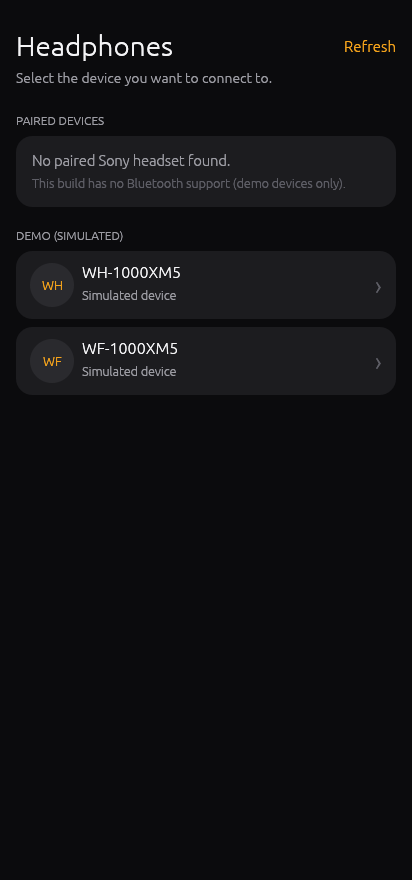 Headphones
Refresh
Select the device you want to connect to.
PAIRED DEVICES
No paired Sony headset found.
This build has no Bluetooth support (demo devices only).
DEMO (SIMULATED)
WH
WH-1000XM5
Simulated device
›
WF
WF-1000XM5
Simulated device
›